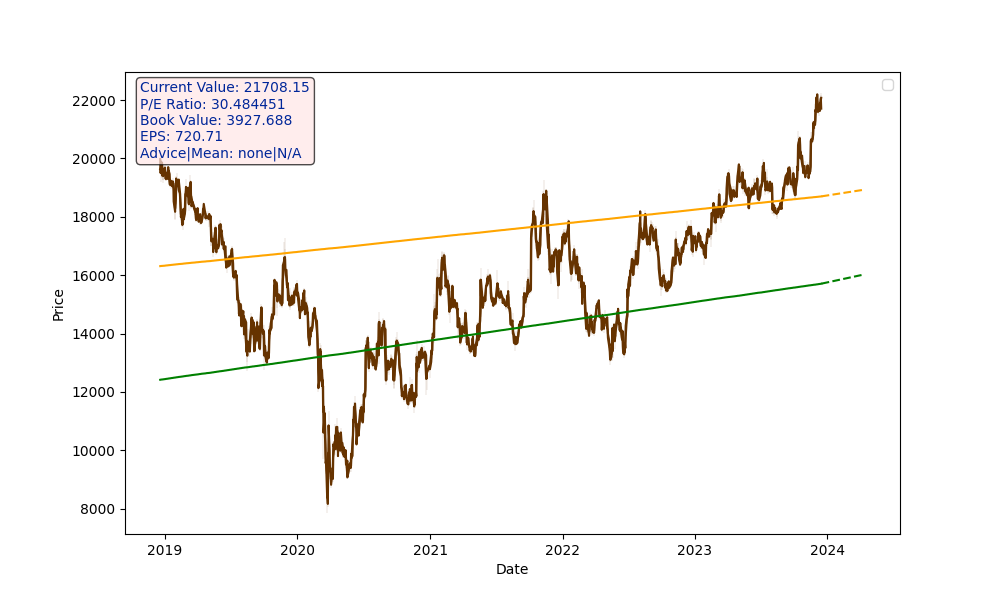 Current Value: 21708.15
P/E Ratio: 30.484451
Book Value: 3927.688
EPS: 720.71
Advice|Mean: none|N/A
22000
20000
18000
16000
14000
12000
10000
8000
Price
2019 2020 2021 2022 2023 2024
Date